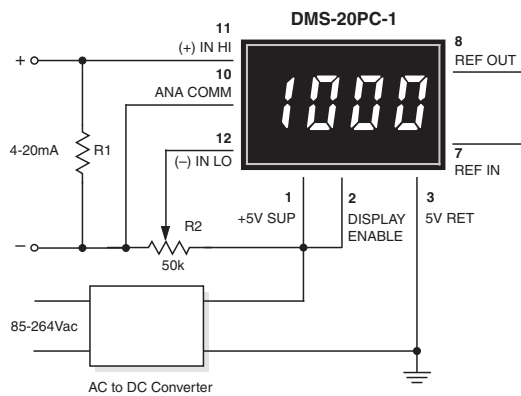 DMS-20PC-1
11
(+) IN HI
10
ANA COMM
12
(–) IN LO
1000
8
REF OUT
7
REF IN
+
4-20mA
R1
–
R2
50k
1
+5V SUP
2
DISPLAY
ENABLE
3
5V RET
85-264Vac
AC to DC Converter